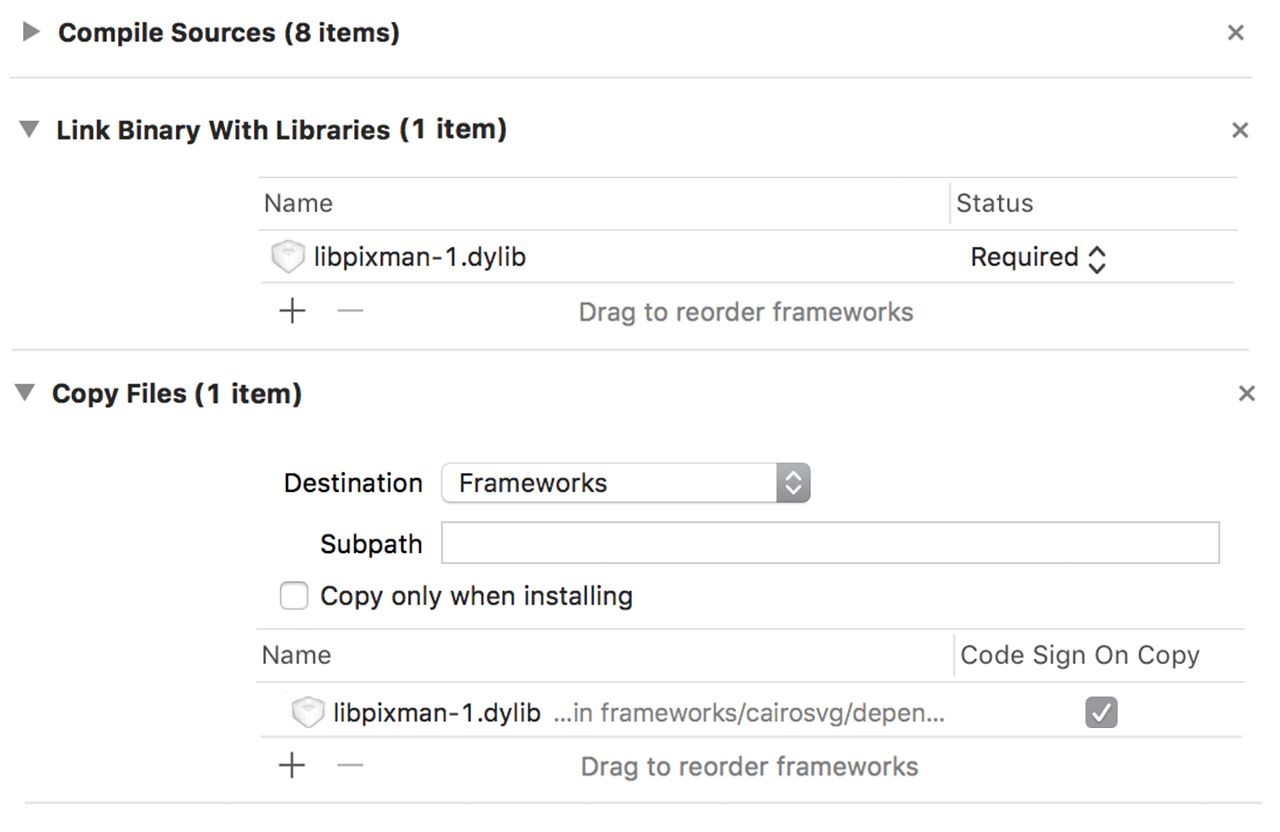 Compile Sources (8 items)
Link Binary With Libraries (1 item)
Name Status
libpixman-1.dylib Required
Drag to reorder frameworks
Copy Files (1 item)
Destination Frameworks
Subpath
Copy only when installing
Name Code Sign On Copy
libpixman-1.dylib ...in frameworks/cairosvg/depen...
Drag to reorder frameworks